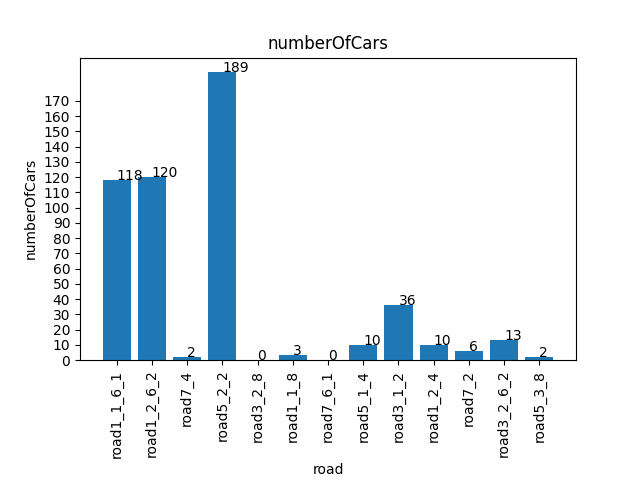 numberOfCars
numberOfCars
170
160
150
140
130
120
110
100
90
80
70
60
50
40
30
20
10
0
118
120
2
189
0
3
0
10
36
10
6
13
2
road1_1_6_1
road1_2_6_2
road7_4
road5_2_2
road3_2_8
road1_1_8
road7_6_1
road5_1_4
road3_1_2
road1_2_4
road7_2
road3_2_6_2
road5_3_8
road